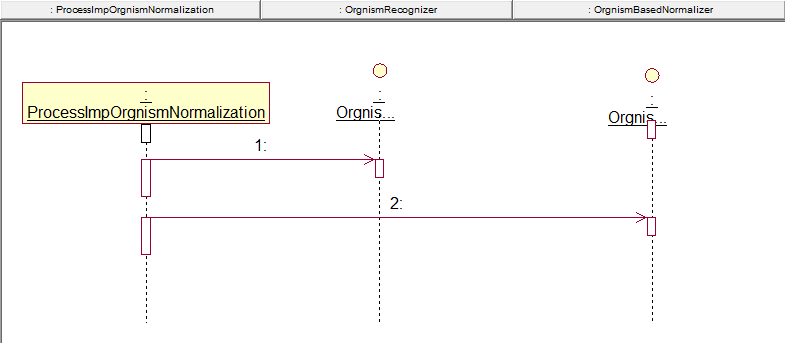 : ProcessImpOrgnismNormalization : OrgnismRecognizer : OrgnismBasedNormalizer
:
ProcessImpOrgnismNormalization
:
Orgnis...
:
Orgnis...
1:
2: